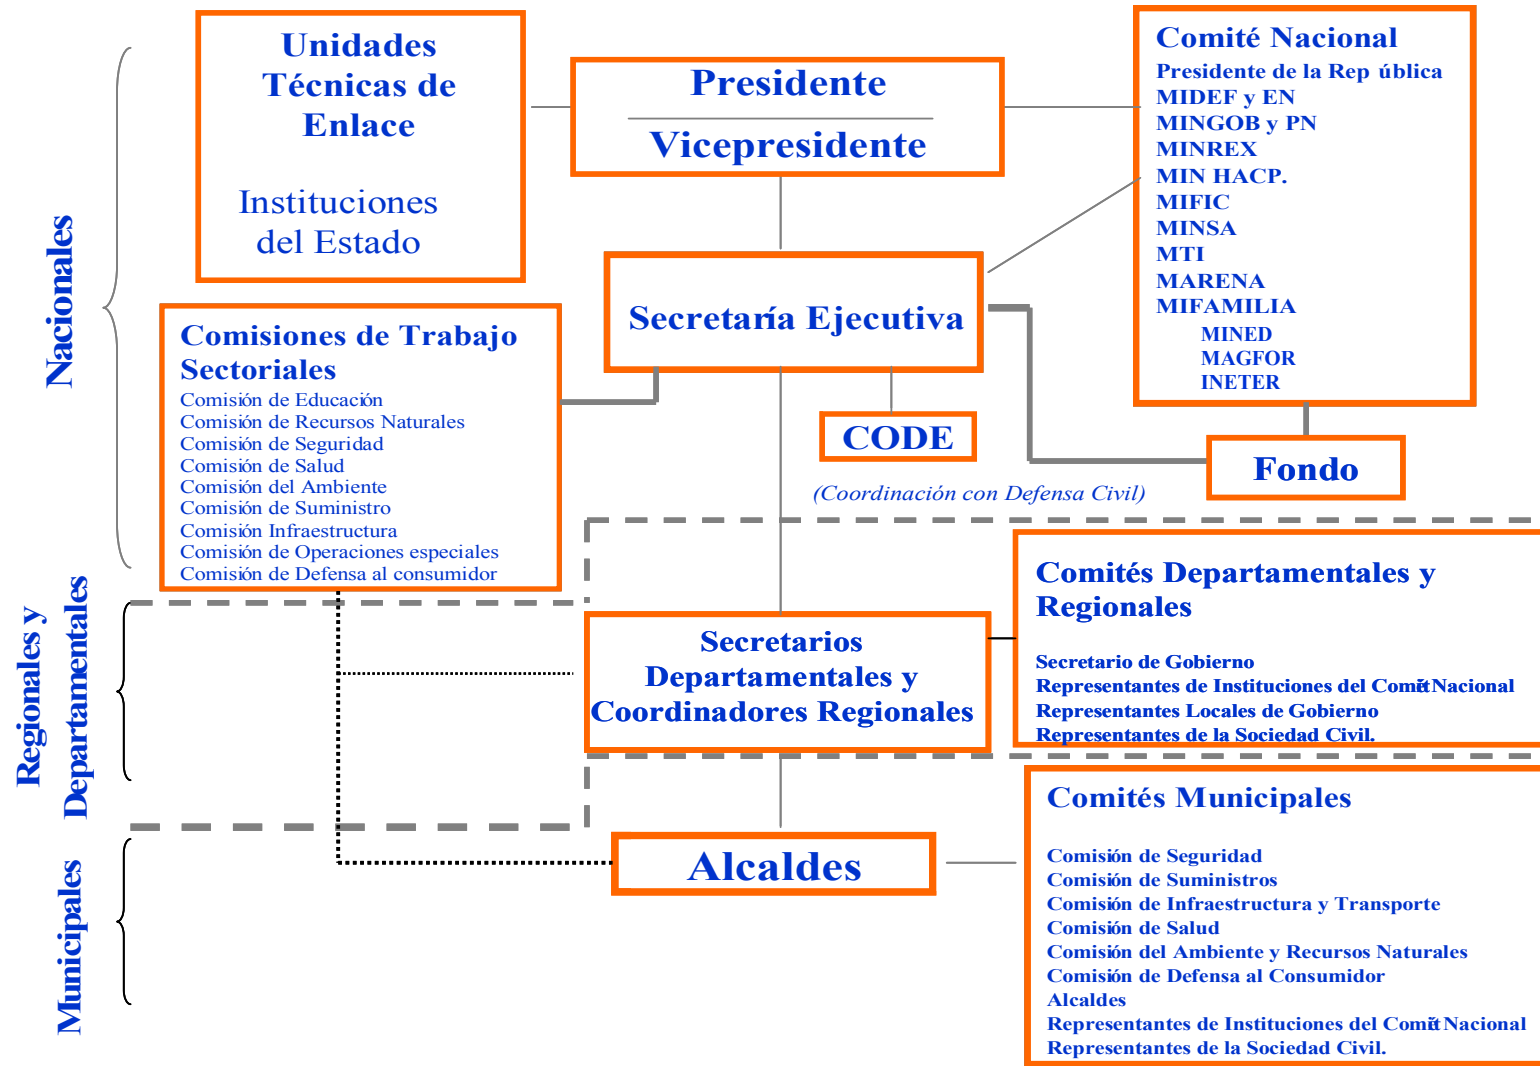 Nacionales
Unidades
Técnicas de
Enlace
Instituciones
del Estado
Presidente
Vicepresidente
Comité Nacional
Presidente de la Rep ública
MIDEF y EN
MINGOB y PN
MINREX
MIN HACP.
MIFIC
MINSA
MTI
MARENA
MIFAMILIA
MINED
MAGFOR
INETER
Secretaría Ejecutiva
Comisiones de Trabajo
Sectoriales
Comisión de Educación
Comisión de Recursos Naturales
Comisión de Seguridad
Comisión de Salud
Comisión del Ambiente
Comisión de Suministro
Comisión Infraestructura
Comisión de Operaciones especiales
Comisión de Defensa al consumidor
CODE
(Coordinación con Defensa Civil)
Fondo
Regionales y
Departamentales
Secretarios
Departamentales y
Coordinadores Regionales
Comités Departamentales y
Regionales
Secretario de Gobierno
Representantes de Instituciones del Comité Nacional
Representantes Locales de Gobierno
Representantes de la Sociedad Civil.
Municipales
Alcaldes
Comités Municipales
Comisión de Seguridad
Comisión de Suministros
Comisión de Infraestructura y Transporte
Comisión de Salud
Comisión del Ambiente y Recursos Naturales
Comisión de Defensa al Consumidor
Alcaldes
Representantes de Instituciones del Comité Nacional
Representantes de la Sociedad Civil.